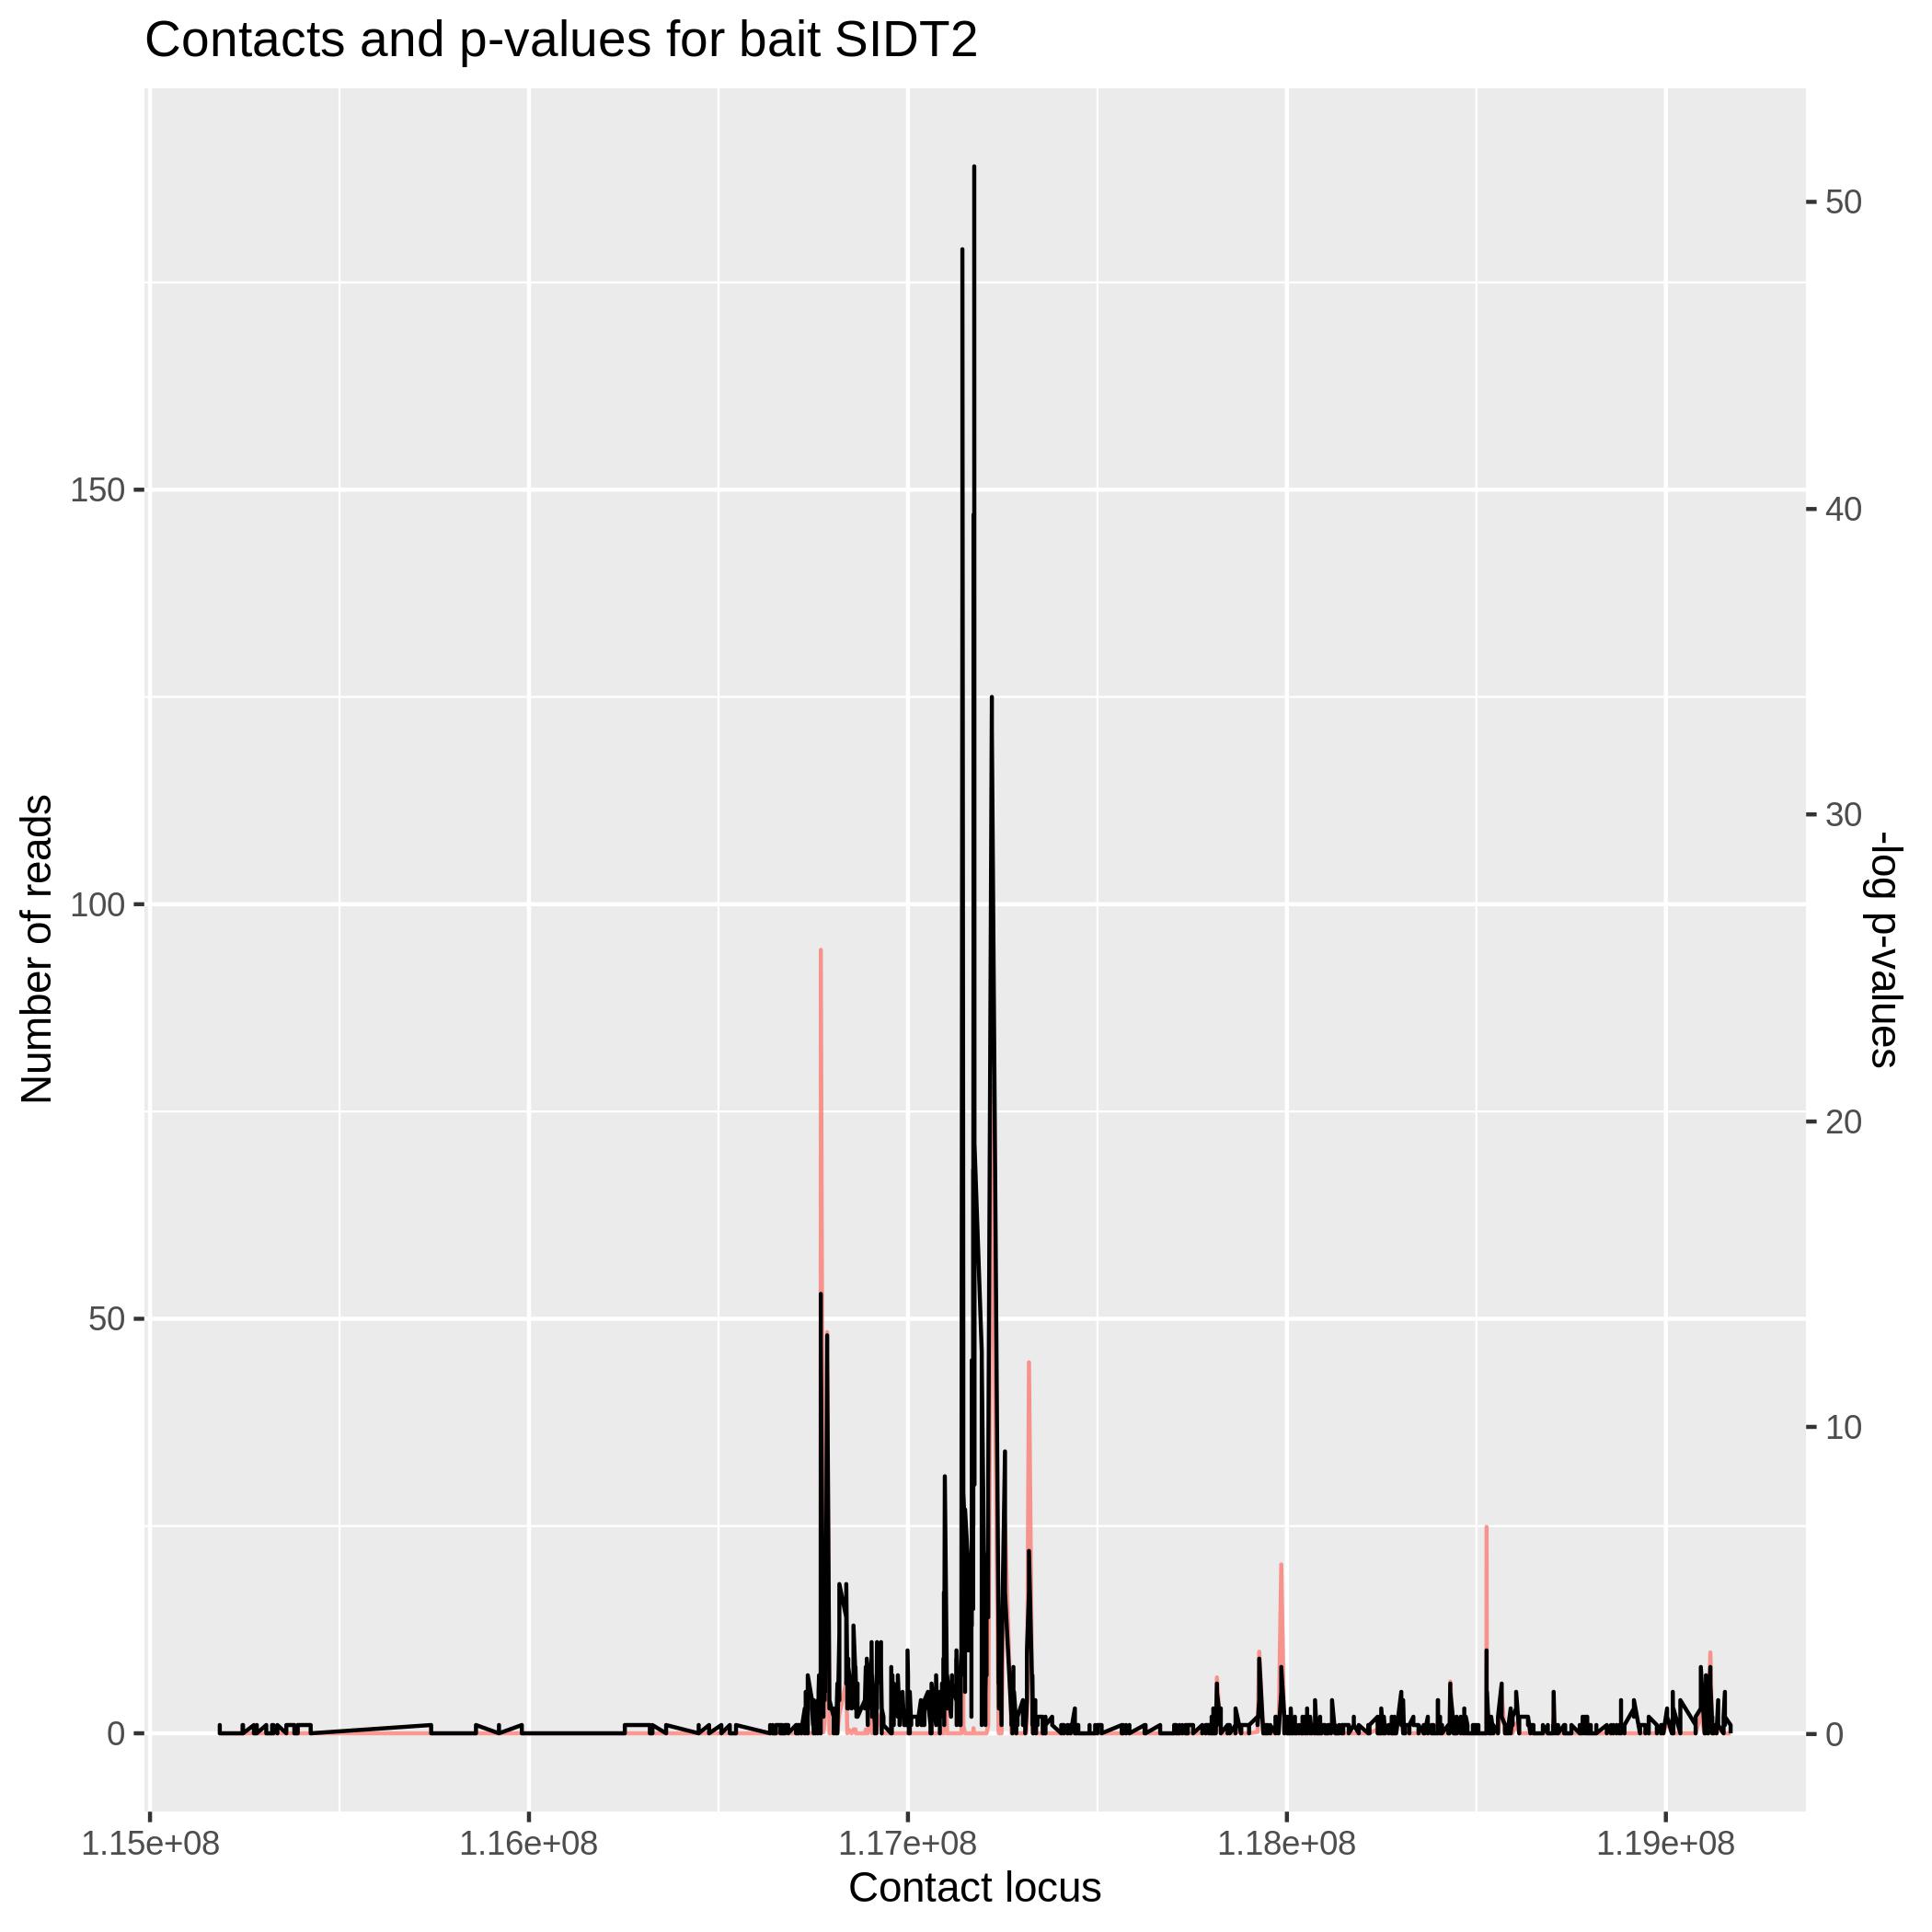 Contacts and p-values for bait SIDT2
Number of reads
150
100
50
0
50
40
30
20
10
0
-log p-values
1.15e+08 1.16e+08 1.17e+08 1.18e+08 1.19e+08
Contact locus